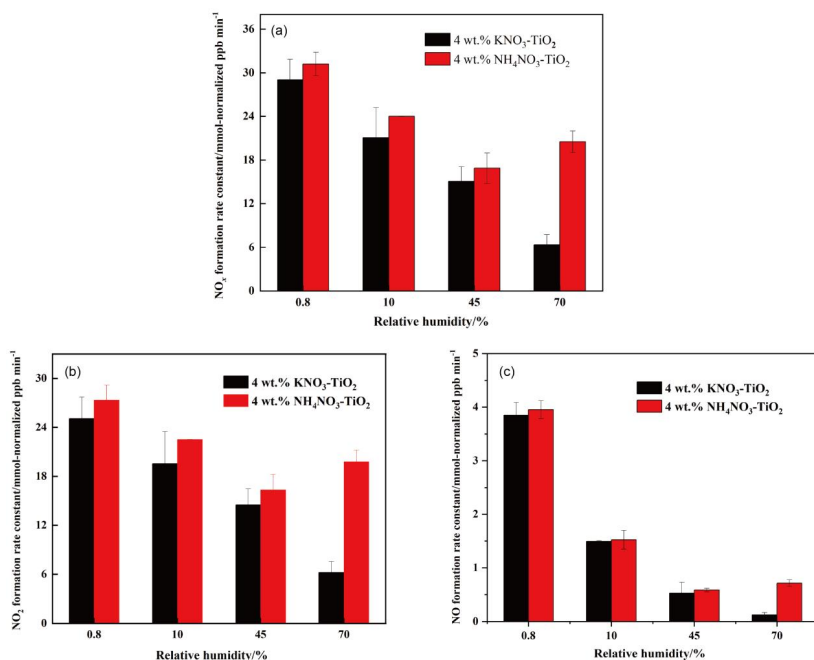 (a)
4 wt.% KNO₃-TiO₂
4 wt.% NH₄NO₃-TiO₂
36
30
24
18
12
6
0
NOₓ formation rate constant/mmol-normalized ppb min⁻¹
0.8 10 45 70
Relative humidity/%
(b)
4 wt.% KNO₃-TiO₂
4 wt.% NH₄NO₃-TiO₂
30
24
18
12
6
0
NO₂ formation rate constant/mmol-normalized ppb min⁻¹
0.8 10 45 70
Relative humidity/%
(c)
4 wt.% KNO₃-TiO₂
4 wt.% NH₄NO₃-TiO₂
5
4
3
2
1
0
NO formation rate constant/mmol-normalized ppb min⁻¹
0.8 10 45 70
Relative humidity/%